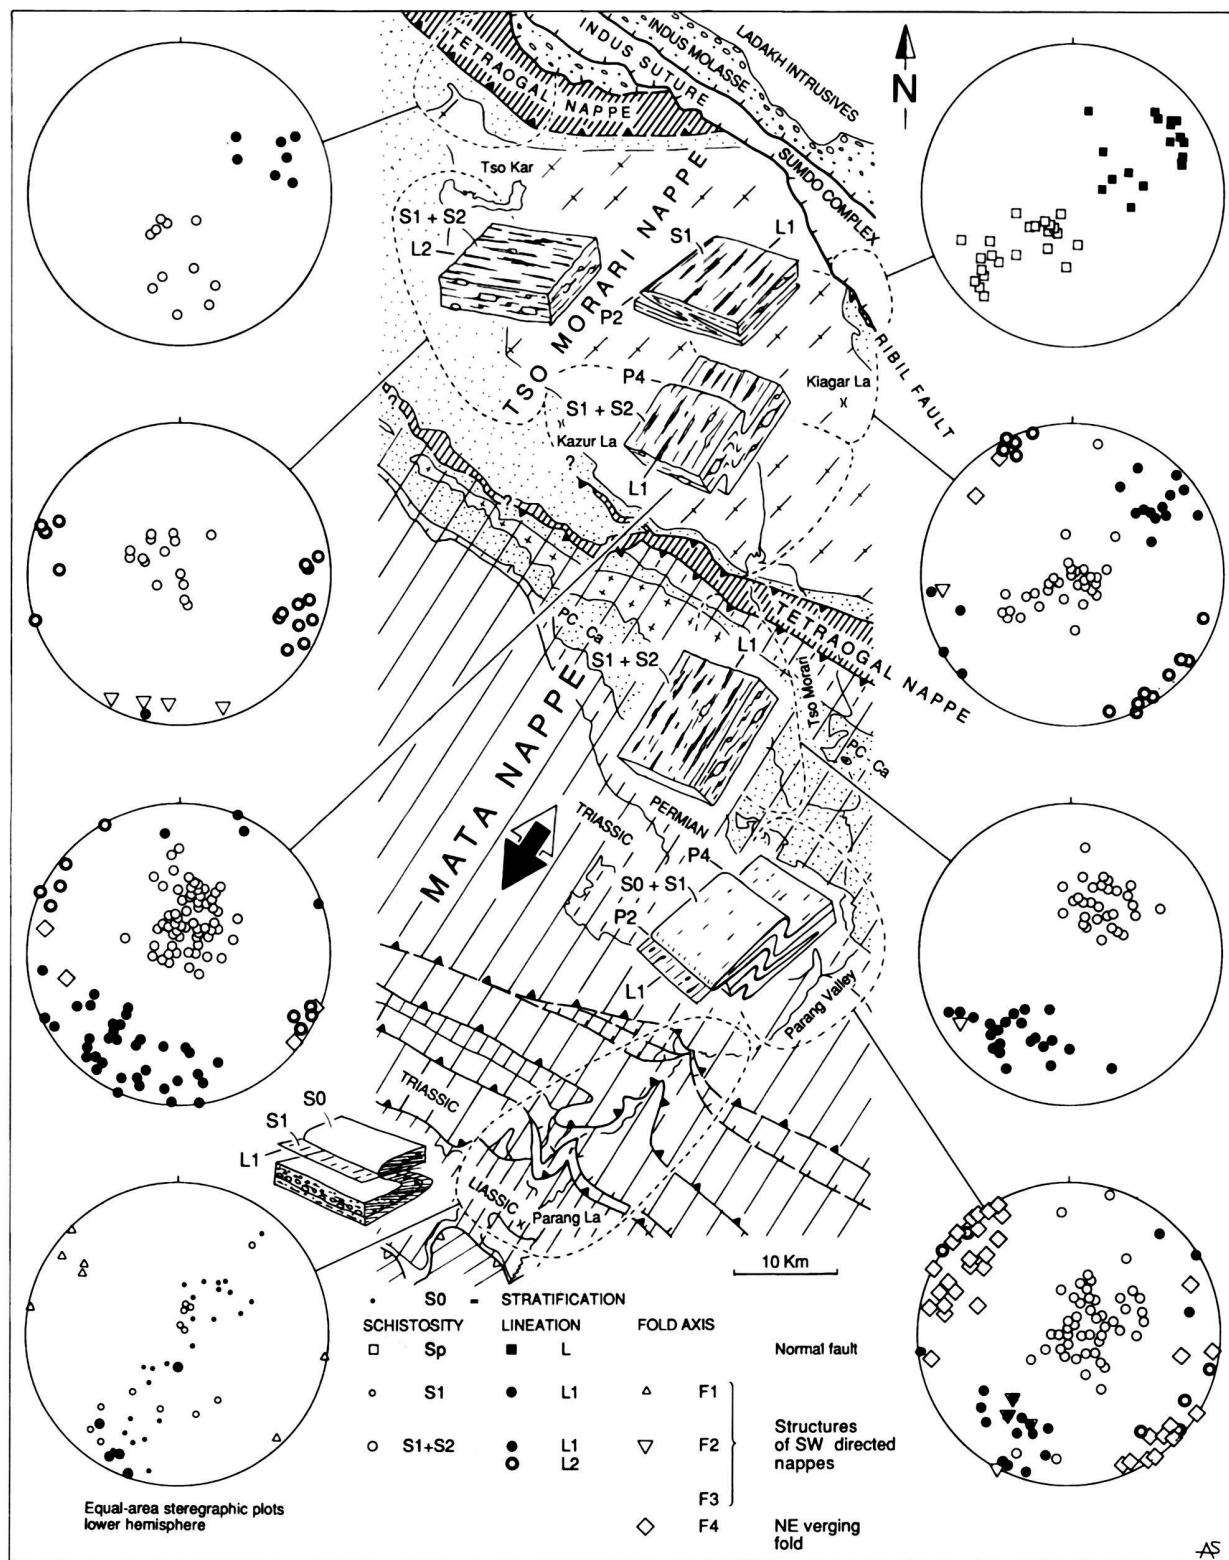 LADAKH INTRUSIVES
INDUS MOLASSE
INDUS SUTURE
TETRAOGAL NAPPE
N
SUMDO COMPLEX
Tso Kar
TSO MORARI NAPPE
S1 + S2
L2
S1
L1
P2
RIBIL FAULT
P4
Kiagar La
x
S1 + S2
x
Kazur La
?
L1
TETRAOGAL NAPPE
PC Ca
L1
S1 + S2
Tso Morari
PC Ca
MATA NAPPE
PERMIAN
TRIASSIC
P4
S0 + S1
P2
L1
Parang Valley
TRIASSIC
S0
S1
L1
LIASSIC
x Parang La
10 Km
S0 - STRATIFICATION
SCHISTOSITY LINEATION FOLD AXIS
Sp L Normal fault
S1 L1 F1
S1+S2 L1 F2 Structures
L2 of SW directed
nappes
F3
F4 NE verging
fold
Equal-area steregraphic plots
lower hemisphere
AS